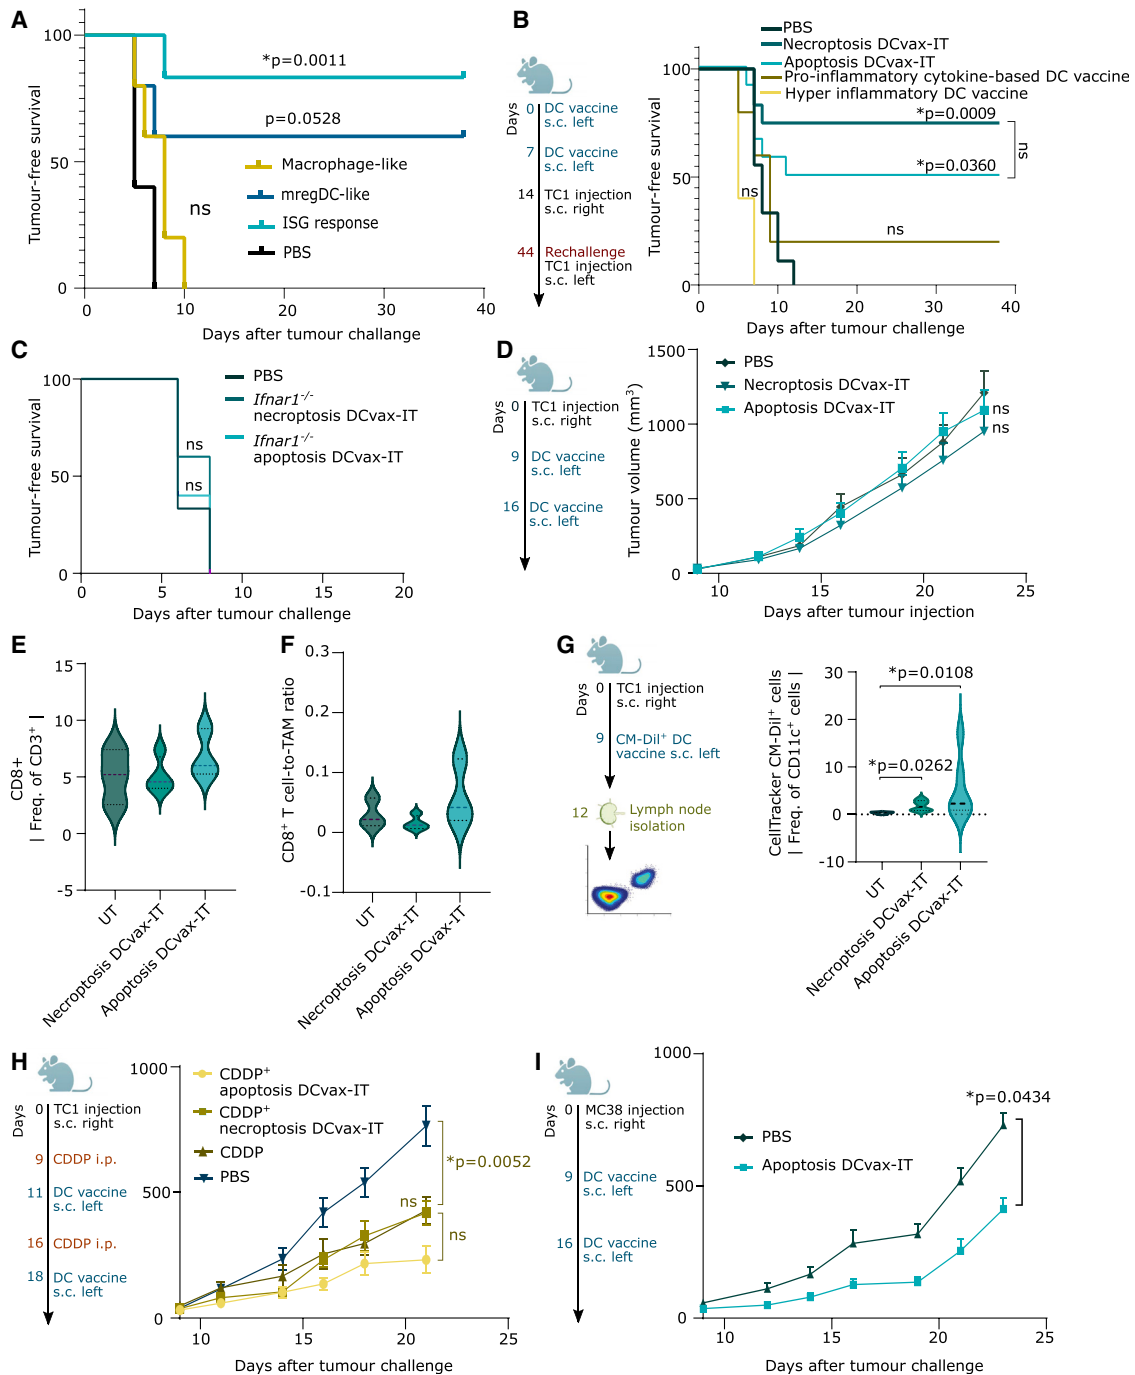 A
Tumour-free survival
100
50
0
*p=0.0011
p=0.0528
ns
Macrophage-like
mregDC-like
ISG response
PBS
0 10 20 30 40
Days after tumour challange
B
Days
0 DC vaccine
s.c. left
7 DC vaccine
s.c. left
14 TC1 injection
s.c. right
44 Rechallenge
TC1 injection
s.c. left
PBS
Necroptosis DCvax-IT
Apoptosis DCvax-IT
Pro-inflammatory cytokine-based DC vaccine
Hyper inflammatory DC vaccine
Tumour-free survival
100
50
0
*p=0.0009
ns
*p=0.0360
ns
ns
0 10 20 30 40
Days after tumour challenge
C
Tumour-free survival
100
50
0
PBS
Ifnar1-/-
necroptosis DCvax-IT
Ifnar1-/-
apoptosis DCvax-IT
ns
ns
0 5 10 15 20
Days after tumour challenge
D
Days
0 TC1 injection
s.c. right
9 DC vaccine
s.c. left
16 DC vaccine
s.c. left
Tumour volume (mm3)
1500
1000
500
0
PBS
Necroptosis DCvax-IT
Apoptosis DCvax-IT
ns
ns
10 15 20 25
Days after tumour injection
E
CD8+
| Freq. of CD3+ |
15
10
5
0
-5
UT
Necroptosis DCvax-IT
Apoptosis DCvax-IT
F
CD8+ T cell-to-TAM ratio
0.3
0.2
0.1
0
-0.1
UT
Necroptosis DCvax-IT
Apoptosis DCvax-IT
G
Days
0 TC1 injection
s.c. right
9 CM-Dil+ DC
vaccine s.c. left
12 Lymph node
isolation
CellTracker CM-Dil+ cells
| Freq. of CD11c+ cells |
30
20
10
0
-10
*p=0.0108
*p=0.0262
UT
Necroptosis DCvax-IT
Apoptosis DCvax-IT
H
Days
0 TC1 injection
s.c. right
9 CDDP i.p.
11 DC vaccine
s.c. left
16 CDDP i.p.
18 DC vaccine
s.c. left
1000
500
0
CDDP+
apoptosis DCvax-IT
CDDP+
necroptosis DCvax-IT
CDDP
PBS
*p=0.0052
ns
ns
10 15 20 25
Days after tumour challenge
I
Days
0 MC38 injection
s.c. right
9 DC vaccine
s.c. left
16 DC vaccine
s.c. left
1000
500
0
PBS
Apoptosis DCvax-IT
*p=0.0434
10 15 20 25
Days after tumour challenge